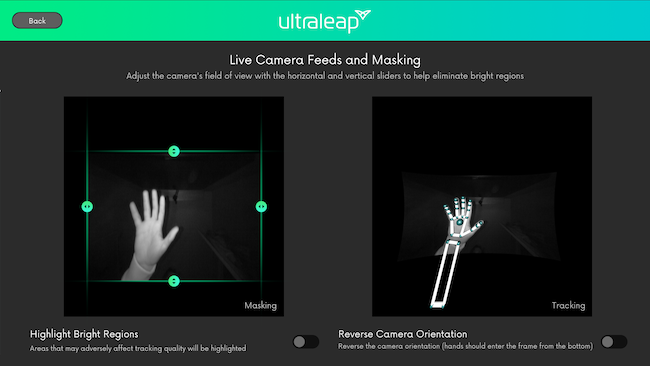 Back
ultraleap
Live Camera Feeds and Masking
Adjust the camera's field of view with the horizontal and vertical sliders to help eliminate bright regions
Masking
Tracking
Highlight Bright Regions
Areas that may adversely affect tracking quality will be highlighted
Reverse Camera Orientation
Reverse the camera orientation (hands should enter the frame from the bottom)